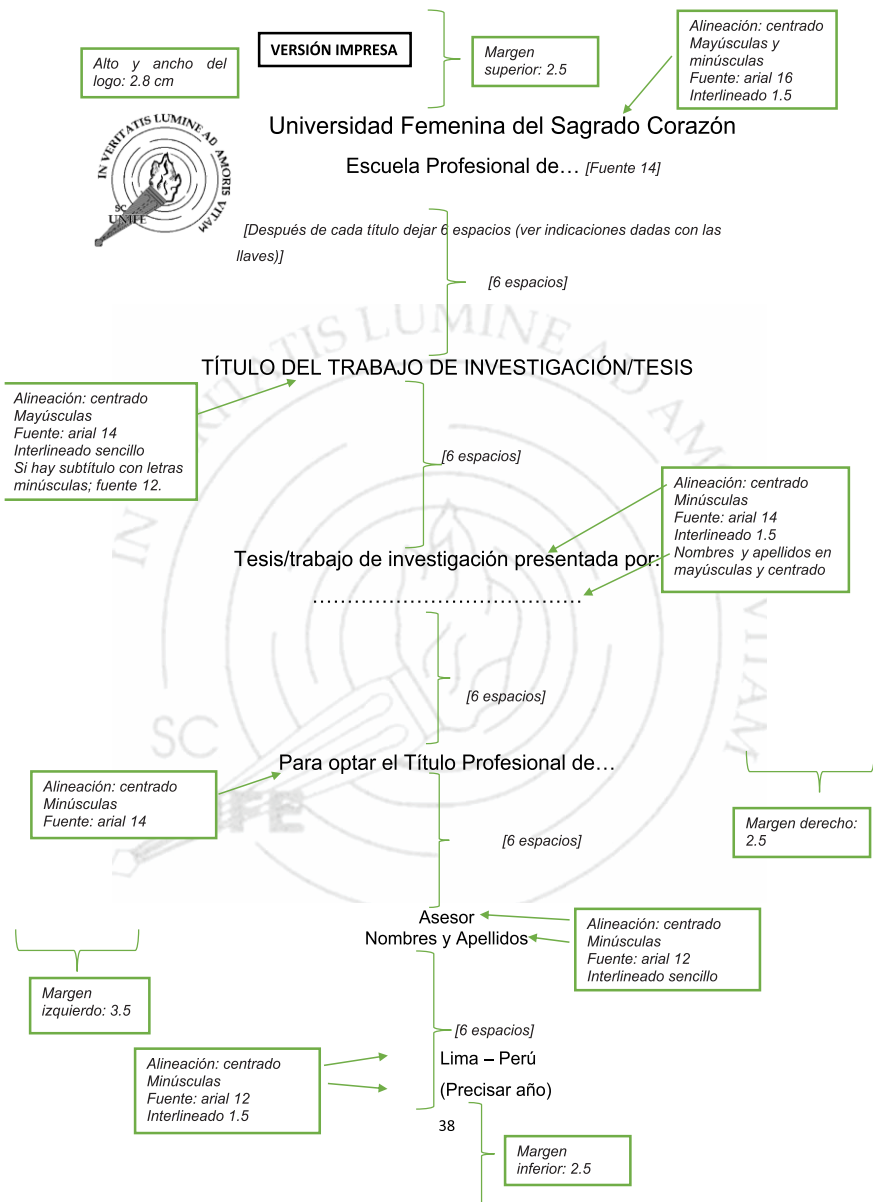 VERSIÓN IMPRESA
Alto y ancho del
logo: 2.8 cm
Margen
superior: 2.5
Alineación: centrado
Mayúsculas y
minúsculas
Fuente: arial 16
Interlineado 1.5
IN VERITATIS LUMINE AD AMORIS VITAM
SC
UNIFE
Universidad Femenina del Sagrado Corazón
Escuela Profesional de… [Fuente 14]
[Después de cada título dejar 6 espacios (ver indicaciones dadas con las
llaves)]
[6 espacios]
TÍTULO DEL TRABAJO DE INVESTIGACIÓN/TESIS
Alineación: centrado
Mayúsculas
Fuente: arial 14
Interlineado sencillo
Si hay subtítulo con letras
minúsculas; fuente 12.
[6 espacios]
Alineación: centrado
Minúsculas
Fuente: arial 14
Interlineado 1.5
Nombres y apellidos en
mayúsculas y centrado
Tesis/trabajo de investigación presentada por:
…………………………………
[6 espacios]
Para optar el Título Profesional de…
Alineación: centrado
Minúsculas
Fuente: arial 14
[6 espacios]
Margen derecho:
2.5
Asesor
Nombres y Apellidos
Alineación: centrado
Minúsculas
Fuente: arial 12
Interlineado sencillo
Margen
izquierdo: 3.5
[6 espacios]
Alineación: centrado
Minúsculas
Fuente: arial 12
Interlineado 1.5
Lima – Perú
(Precisar año)
38
Margen
inferior: 2.5
IN VERITATIS LUMINE AD AMORIS VITAM
SC
UNIFE